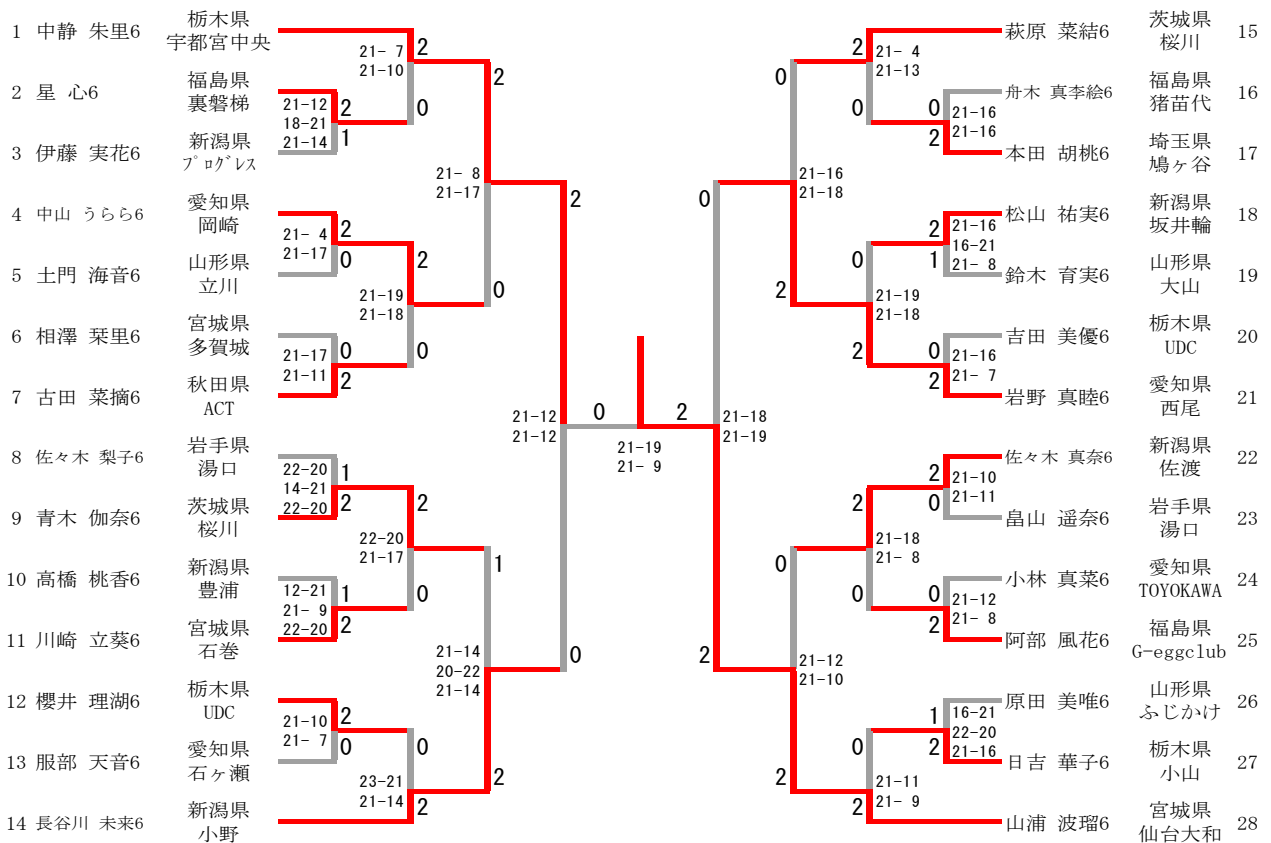 1 中静 朱里6 栃木県 宇都宮中央
2 星 心6 福島県 裏磐梯
3 伊藤 実花6 新潟県 プログレス
4 中山 うらら6 愛知県 岡崎
5 土門 海音6 山形県 立川
6 相澤 栞里6 宮城県 多賀城
7 古田 菜摘6 秋田県 ACT
8 佐々木 梨子6 岩手県 湯口
9 青木 伽奈6 茨城県 桜川
10 高橋 桃香6 新潟県 豊浦
11 川崎 立葵6 宮城県 石巻
12 櫻井 理湖6 栃木県 UDC
13 服部 天音6 愛知県 石ヶ瀬
14 長谷川 未来6 新潟県 小野
21-12 2
18-21
21-14 1
21- 4 2
21-17 0
21-17 0
21-11 2
22-20 1
14-21
22-20 2
12-21 1
21- 9
22-20 2
21-10 2
21- 7 0
21- 7 2
21-10 0
21-19 2
21-18 0
22-20 2
21-17 0
23-21 0
21-14 2
21- 8 2
21-17 0
21-14 1
20-22
21-14 2
21-12 2
21-12 0
0 2
21-19
21- 9
0 21-18
2 21-19
0 21-16
2 21-18
0 21-12
2 21-10
2 21- 4
0 21-13
0 21-19
2 21-18
2 21-18
0 21- 8
0 21-11
2 21- 9
0 21-16
2 21-16
2 21-16
16-21
1 21- 8
0 21-16
2 21- 7
2 21-10
0 21-11
0 21-12
2 21- 8
1 16-21
22-20
2 21-16
萩原 菜結6 茨城県 桜川 15
舟木 真李絵6 福島県 猪苗代 16
本田 胡桃6 埼玉県 鳩ヶ谷 17
松山 祐実6 新潟県 坂井輪 18
鈴木 育実6 山形県 大山 19
吉田 美優6 栃木県 UDC 20
岩野 真睦6 愛知県 西尾 21
佐々木 真奈6 新潟県 佐渡 22
畠山 遥奈6 岩手県 湯口 23
小林 真菜6 愛知県 TOYOKAWA 24
阿部 風花6 福島県 G-eggclub 25
原田 美唯6 山形県 ふじかけ 26
日吉 華子6 栃木県 小山 27
山浦 波瑠6 宮城県 仙台大和 28